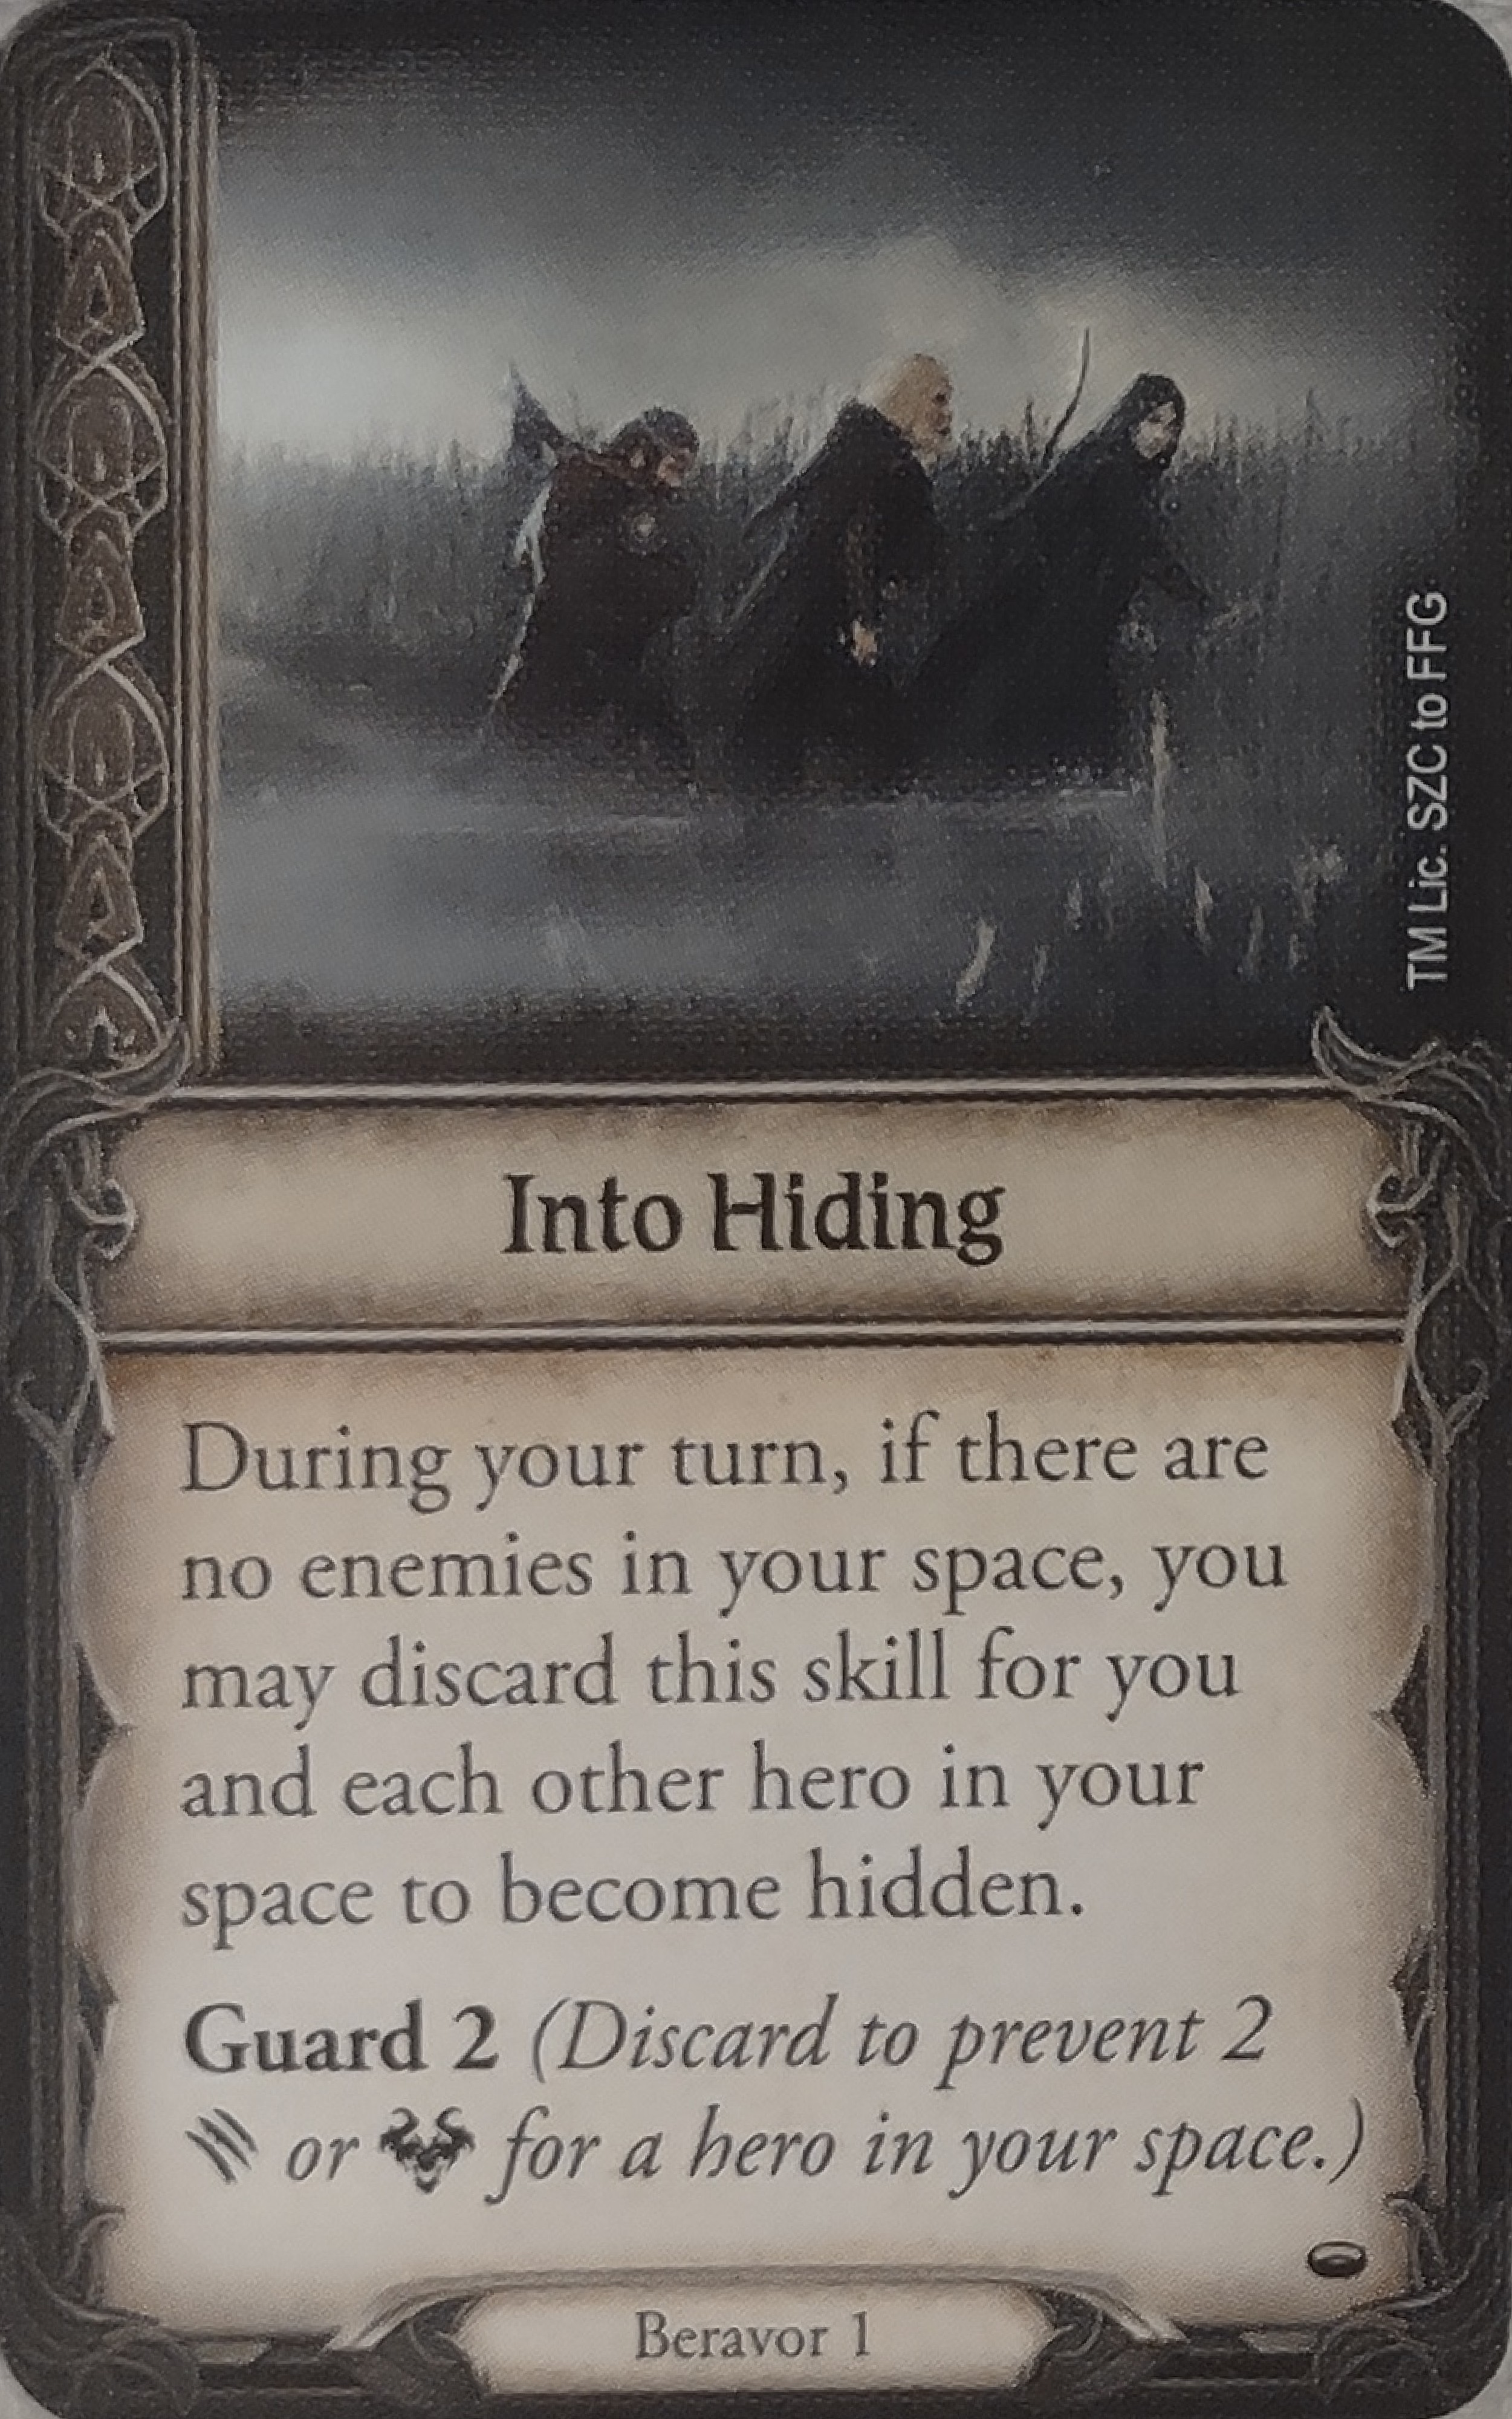 TM Lic. SZC to FFG
Into Hiding
During your turn, if there are
no enemies in your space, you
may discard this skill for you
and each other hero in your
space to become hidden.
Guard 2 (Discard to prevent 2
or for a hero in your space.)
Beravor 1